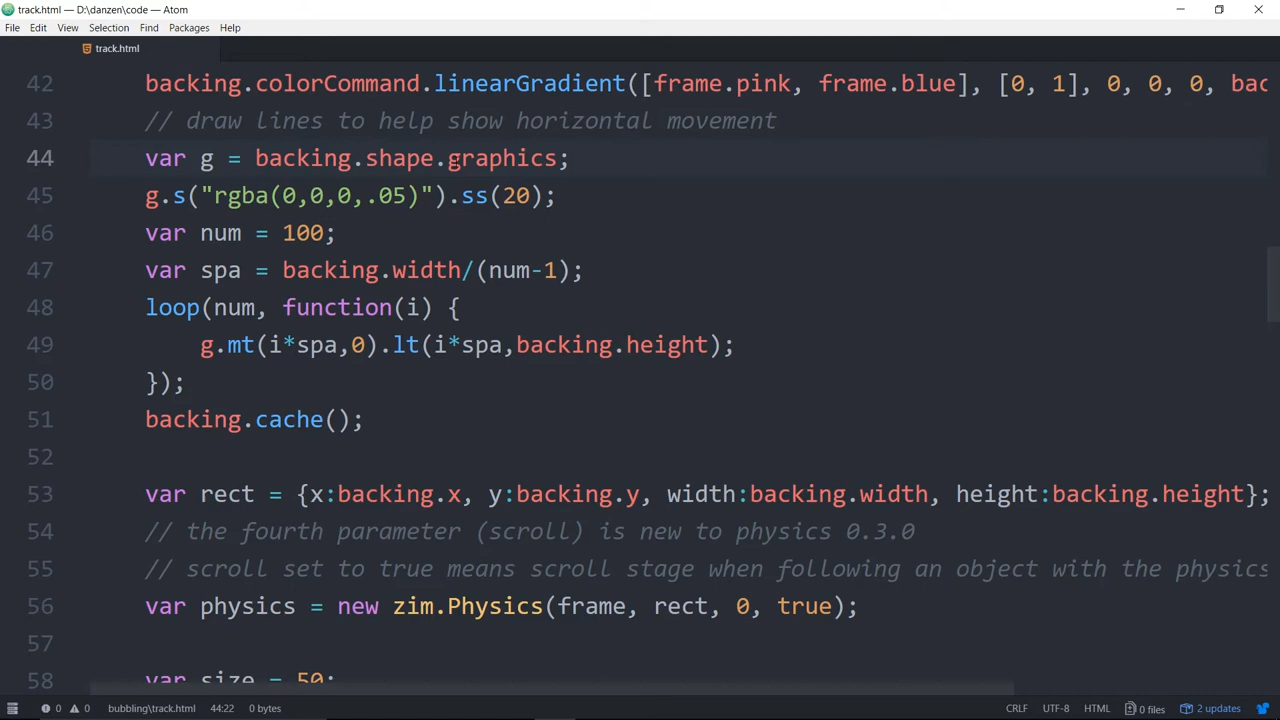 track.html — D:\danzen\code — Atom
File Edit View Selection Find Packages Help
track.html
42 backing.colorCommand.linearGradient([frame.pink, frame.blue], [0, 1], 0, 0, 0, bac
43 // draw lines to help show horizontal movement
44 var g = backing.shape.graphics;
45 g.s("rgba(0,0,0,.05)").ss(20);
46 var num = 100;
47 var spa = backing.width/(num-1);
48 loop(num, function(i) {
49 g.mt(i*spa,0).lt(i*spa,backing.height);
50 });
51 backing.cache();
52
53 var rect = {x:backing.x, y:backing.y, width:backing.width, height:backing.height};
54 // the fourth parameter (scroll) is new to physics 0.3.0
55 // scroll set to true means scroll stage when following an object with the physics
56 var physics = new zim.Physics(frame, rect, 0, true);
57
58 var size = 50;
0 0 bubbling\track.html 44:22 0 bytes CRLF UTF-8 HTML 0 files 2 updates